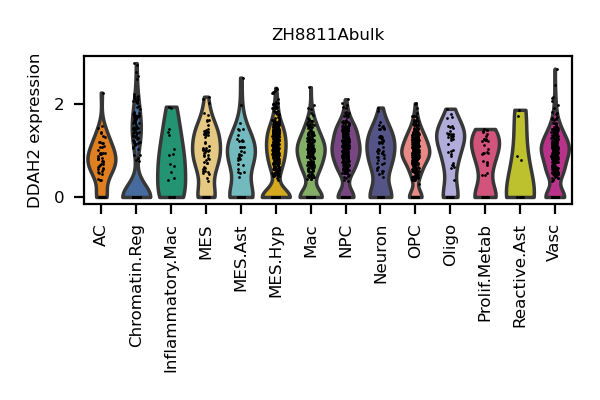 ZH8811Abulk
DDAH2 expression
2
0
AC
Chromatin.Reg
Inflammatory.Mac
MES
MES.Ast
MES.Hyp
Mac
NPC
Neuron
OPC
Oligo
Prolif.Metab
Reactive.Ast
Vasc